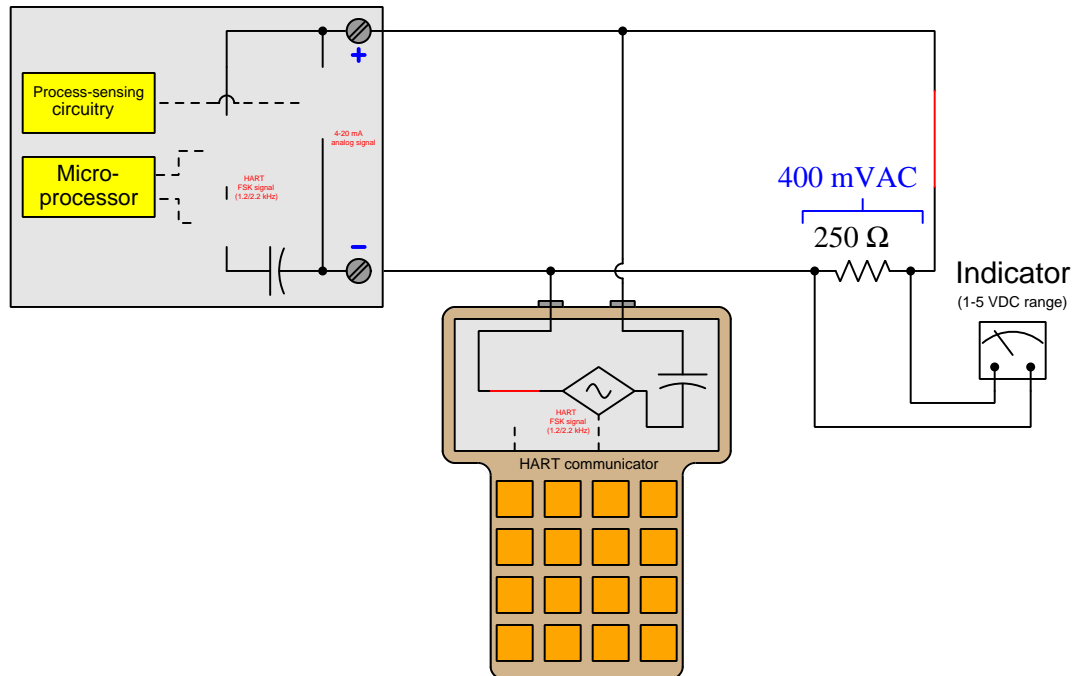 Process-sensing
circuitry
Micro-
processor
HART
FSK signal
(1.2/2.2 kHz)
4-20 mA
analog signal
+
–
400 mVAC
250 Ω
Indicator
(1-5 VDC range)
HART
FSK signal
(1.2/2.2 kHz)
HART communicator